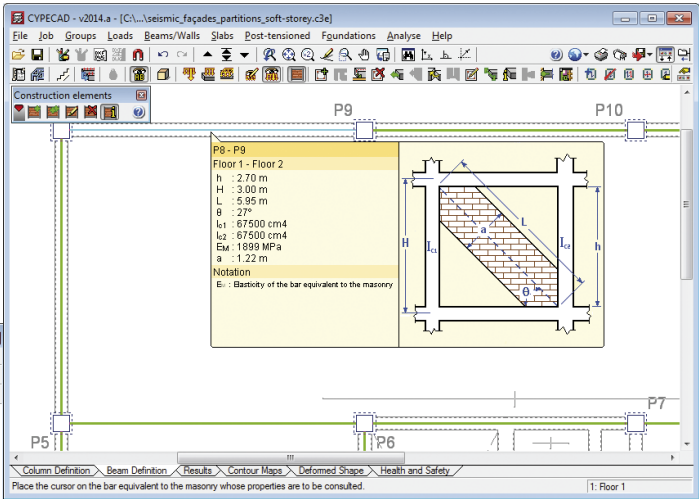 CYPECAD - v2014.a - [C:\...\seismic_façades_partitions_soft-storey.c3e]
File Job Groups Loads Beams/Walls Slabs Post-tensioned Foundations Analyse Help
Construction elements
P9 P10
P8 - P9
Floor 1 - Floor 2
h : 2.70 m
H : 3.00 m
L : 5.95 m
θ : 27°
Ic1 : 67500 cm4
Ic2 : 67500 cm4
EM : 1899 MPa
a : 1.22 m
Notation
EM : Elasticity of the bar equivalent to the masonry
L
a
H Ic1 Ic2 h
θ
P7
P5 P6
Column Definition Beam Definition Results Contour Maps Deformed Shape Health and Safety
Place the cursor on the bar equivalent to the masonry whose properties are to be consulted. 1: Floor 1